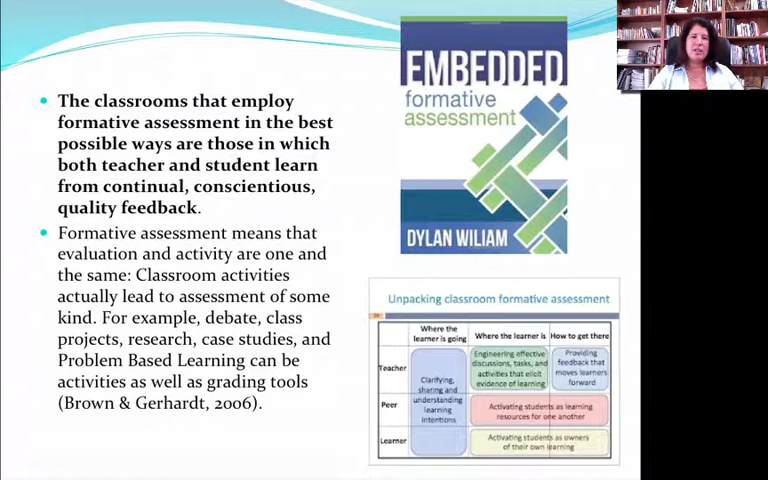 The classrooms that employ
formative assessment in the best
possible ways are those in which
both teacher and student learn
from continual, conscientious,
quality feedback.
Formative assessment means that
evaluation and activity are one and
the same: Classroom activities
actually lead to assessment of some
kind. For example, debate, class
projects, research, case studies, and
Problem Based Learning can be
activities as well as grading tools
(Brown & Gerhardt, 2006).
EMBEDDED
formative
assessment
DYLAN WILIAM
Unpacking classroom formative assessment
Where the
learner is going
Where the learner is
How to get there
Teacher
Clarifying,
sharing and
understanding
learning
intentions
Engineering effective
discussions, tasks, and
activities that elicit
evidence of learning
Providing
feedback that
moves learners
forward
Peer
Activating students as learning
resources for one another
Learner
Activating students as owners
of their own learning